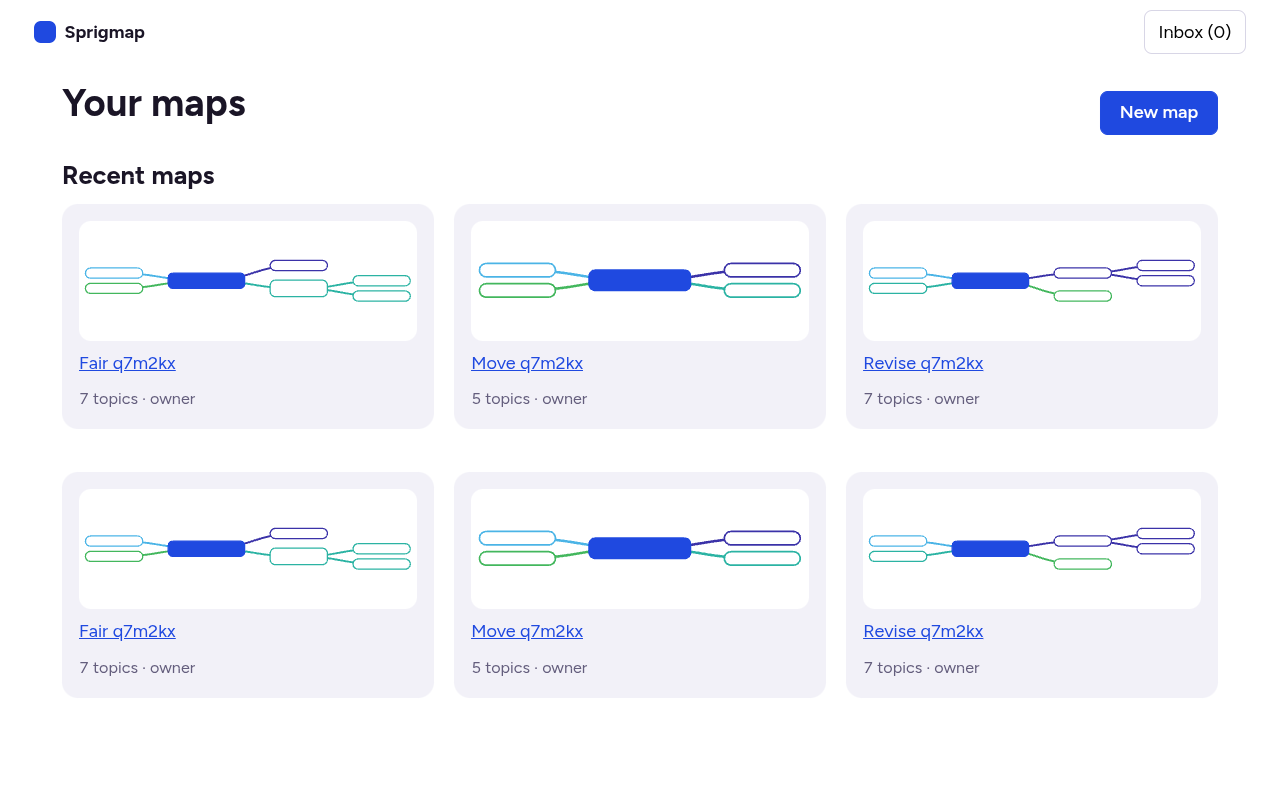 Sprigmap
Inbox (0)
Your maps
New map
Recent maps
Fair q7m2kx
7 topics · owner
Move q7m2kx
5 topics · owner
Revise q7m2kx
7 topics · owner
Fair q7m2kx
7 topics · owner
Move q7m2kx
5 topics · owner
Revise q7m2kx
7 topics · owner